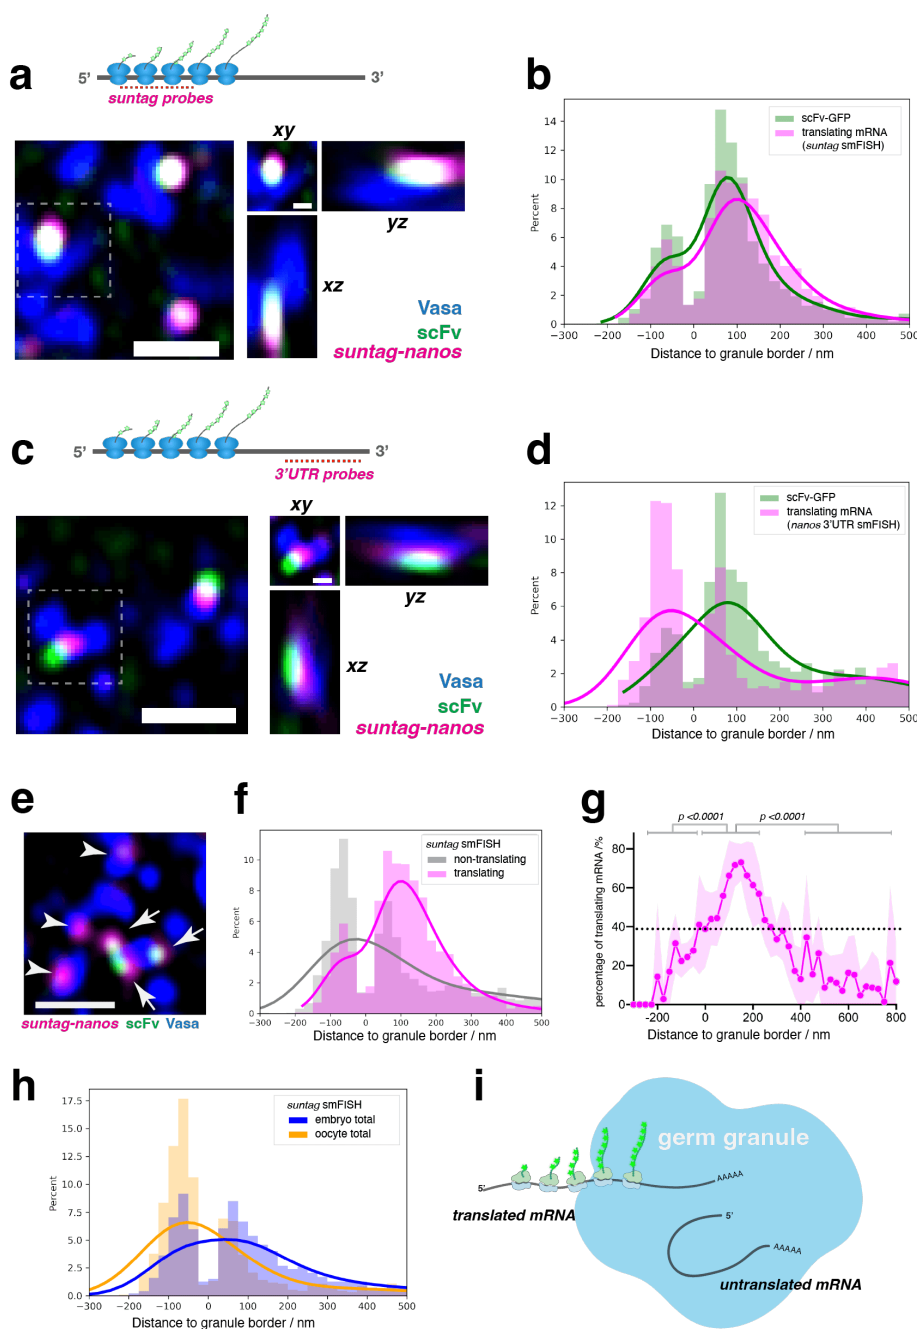 a
5’
3’
suntag probes
xy
yz
xz
Vasa
scFv
suntag-nanos
b
scFv-GFP
translating mRNA
(suntag smFISH)
Percent
14
12
10
8
6
4
2
0
−300 −200 −100 0 100 200 300 400 500
Distance to granule border / nm
c
5’
3’
3’UTR probes
xy
yz
xz
Vasa
scFv
suntag-nanos
d
scFv-GFP
translating mRNA
(nanos 3’UTR smFISH)
Percent
12
10
8
6
4
2
0
−300 −200 −100 0 100 200 300 400 500
Distance to granule border / nm
e
suntag-nanos scFv Vasa
f
suntag smFISH
non-translating
translating
Percent
10
8
6
4
2
0
−300 −200 −100 0 100 200 300 400 500
Distance to granule border / nm
g
p <0.0001
p <0.0001
percentage of translating mRNA /%
80
60
40
20
0
-200 0 200 400 600 800
Distance to granule border / nm
h
suntag smFISH
embryo total
oocyte total
Percent
17.5
15.0
12.5
10.0
7.5
5.0
2.5
0.0
−300 −200 −100 0 100 200 300 400 500
Distance to granule border / nm
i
germ granule
5’
AAAAA
translated mRNA
5’
AAAAA
untranslated mRNA